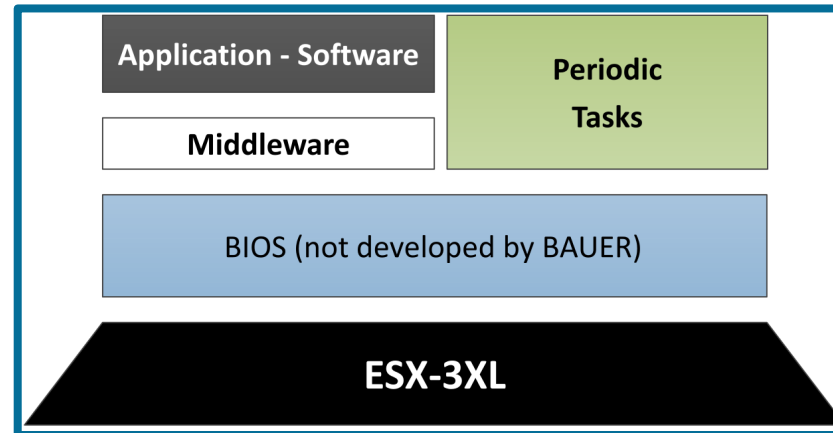 Application - Software
Periodic
Tasks
Middleware
BIOS (not developed by BAUER)
ESX-3XL